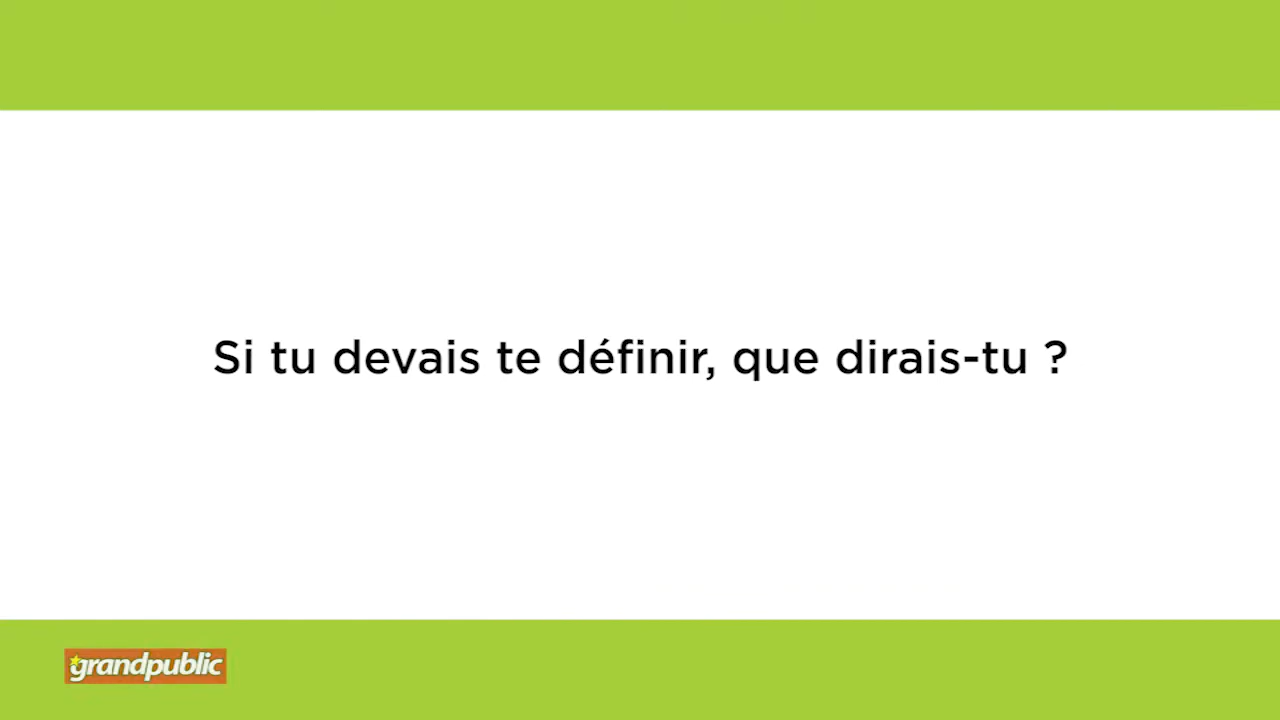 Si tu devais te définir, que dirais-tu ?
grandpublic